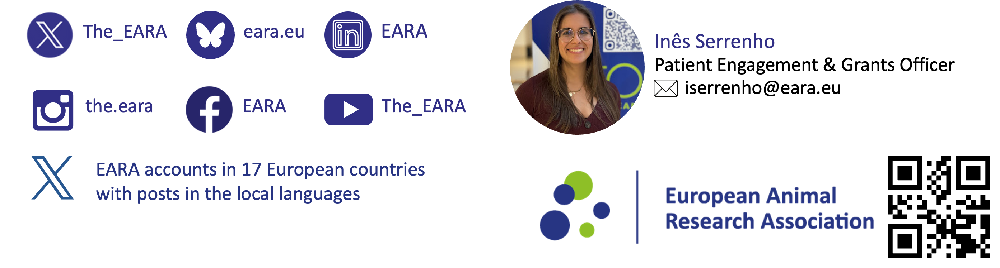 The_EARA
eara.eu
EARA
the.eara
EARA
The_EARA
EARA accounts in 17 European countries
with posts in the local languages
Inês Serrenho
Patient Engagement & Grants Officer
iserrenho@eara.eu
European Animal
Research Association